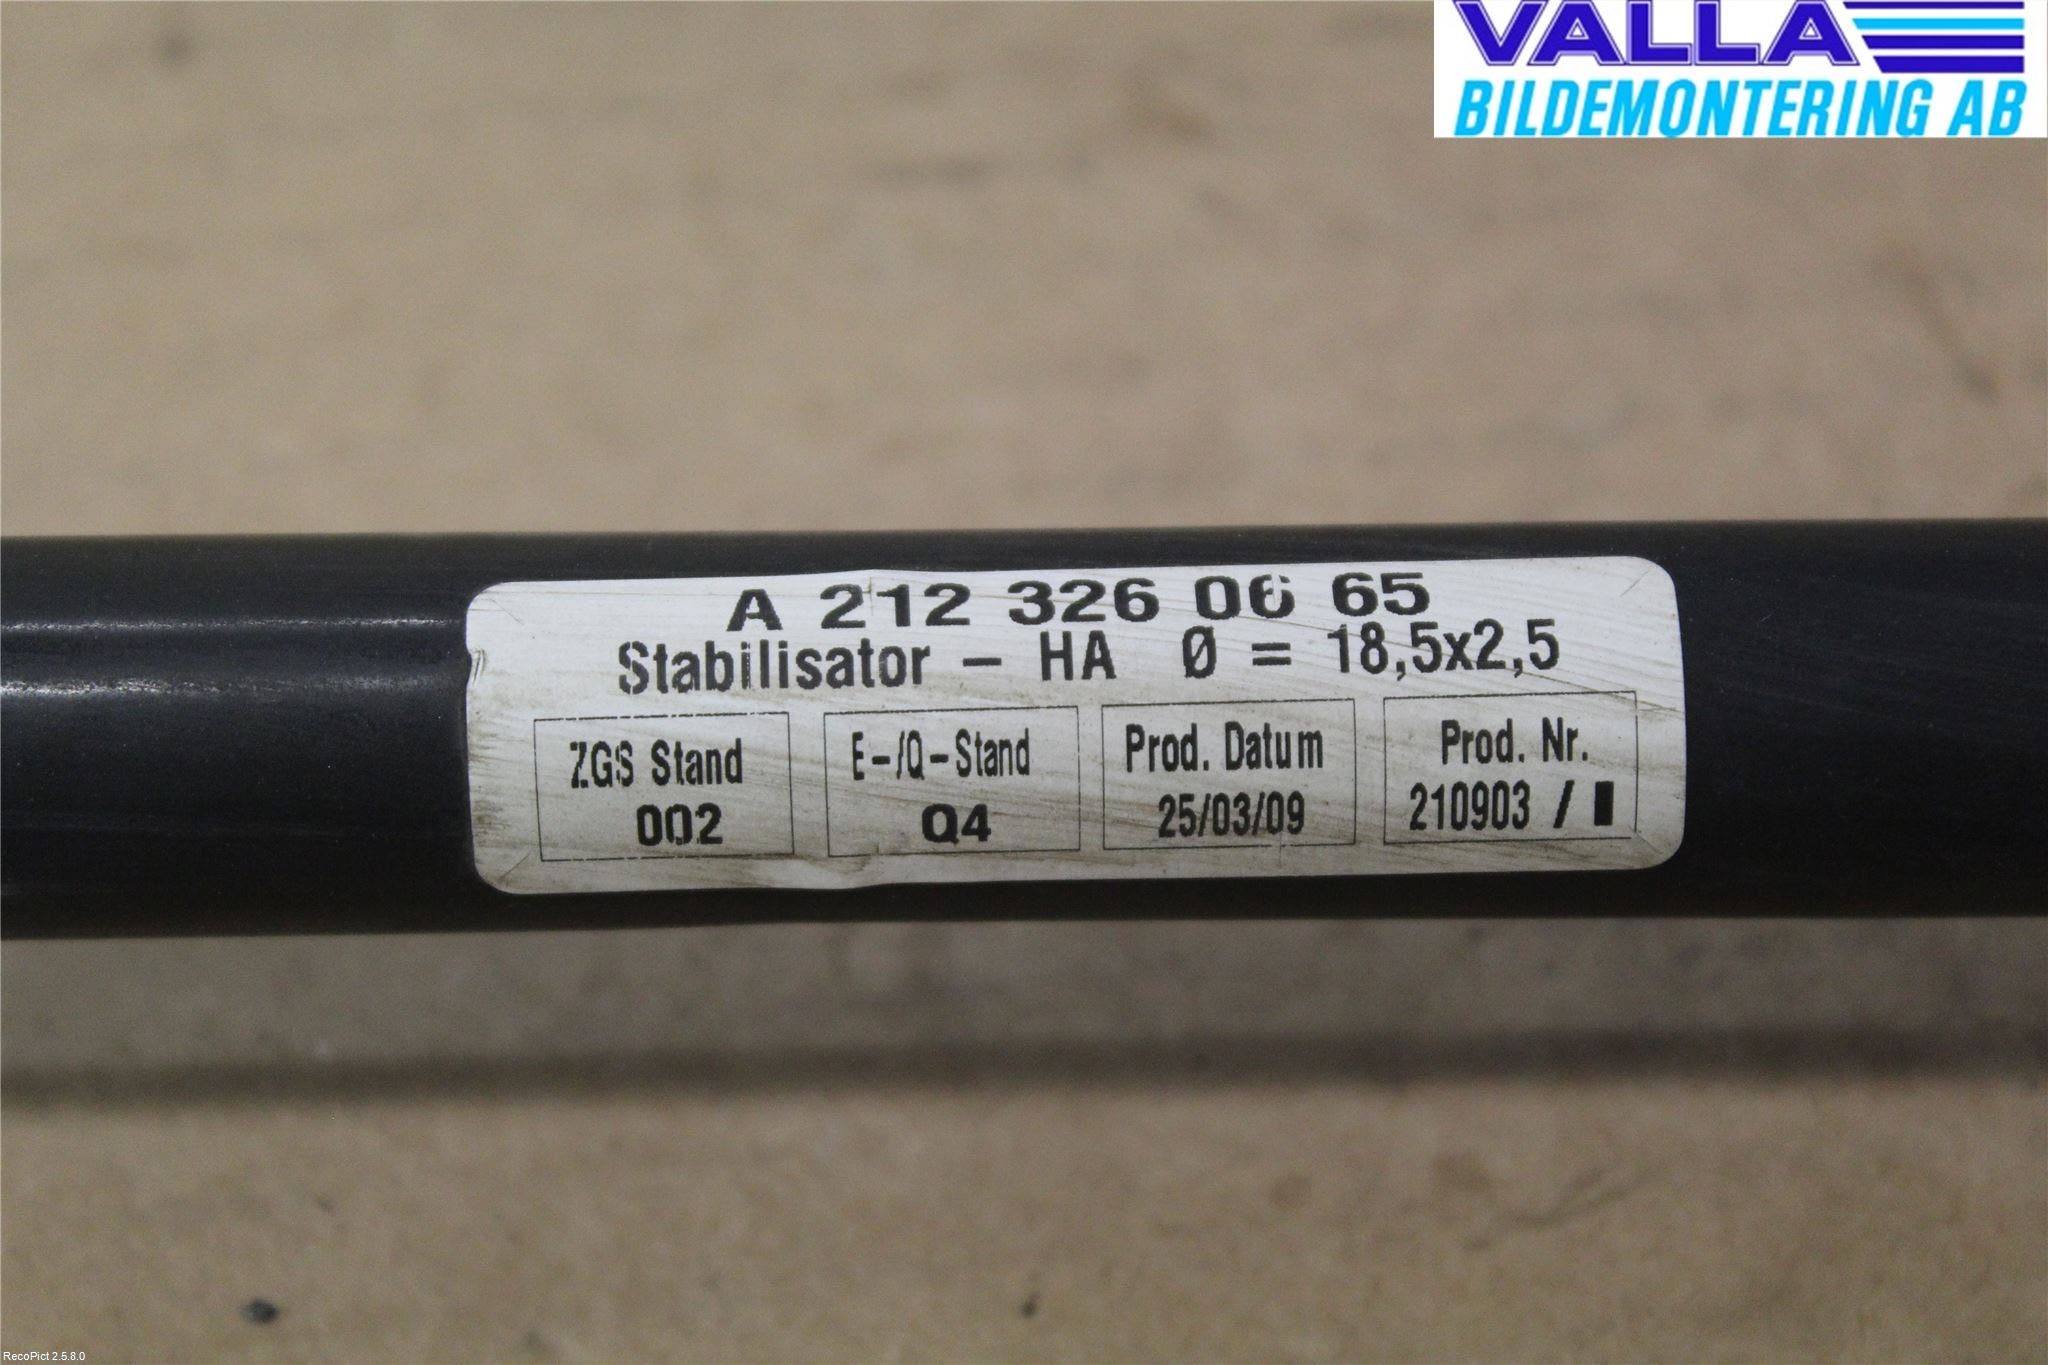 VALLA
BILDEMONTERING AB
A 212 326 06 65
Stabilisator - HA Ø = 18,5x2,5
ZGS Stand
002
E-/Q-Stand
Q4
Prod. Datum
25/03/09
Prod. Nr.
210903 /
RecoPict 2.5.8.0